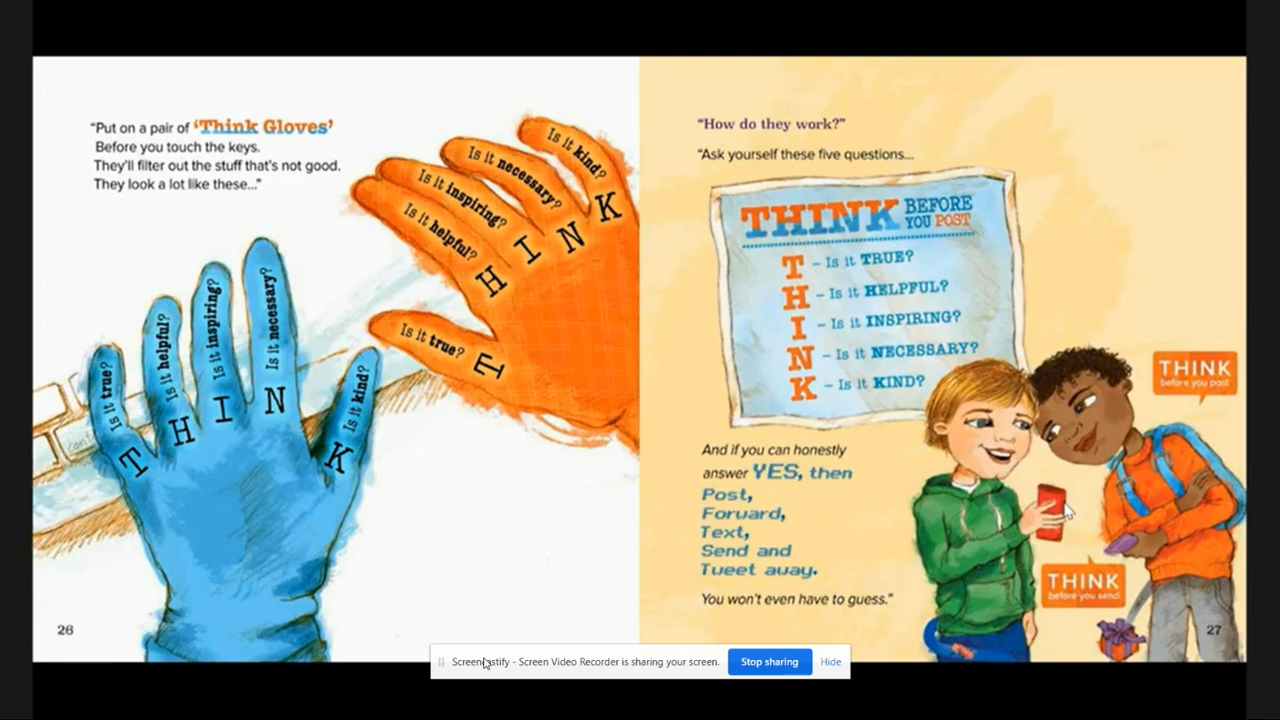 "Put on a pair of 'Think Gloves'
Before you touch the keys.
They'll filter out the stuff that's not good.
They look a lot like these..."
Is it true?
Is it helpful?
Is it inspiring?
Is it necessary?
Is it kind?
T H I N K
Is it kind?
Is it necessary?
Is it inspiring?
Is it helpful?
Is it true?
T H I N K
26
"How do they work?"
"Ask yourself these five questions...
THINK BEFORE
YOU POST
T – Is it TRUE?
H – Is it HELPFUL?
I – Is it INSPIRING?
N – Is it NECESSARY?
K – Is it KIND?
And if you can honestly
answer YES, then
Post,
Forward,
Text,
Send and
Tweet away.
You won't even have to guess."
THINK
before you post
THINK
before you send
27
Screencastify - Screen Video Recorder is sharing your screen.
Stop sharing
Hide